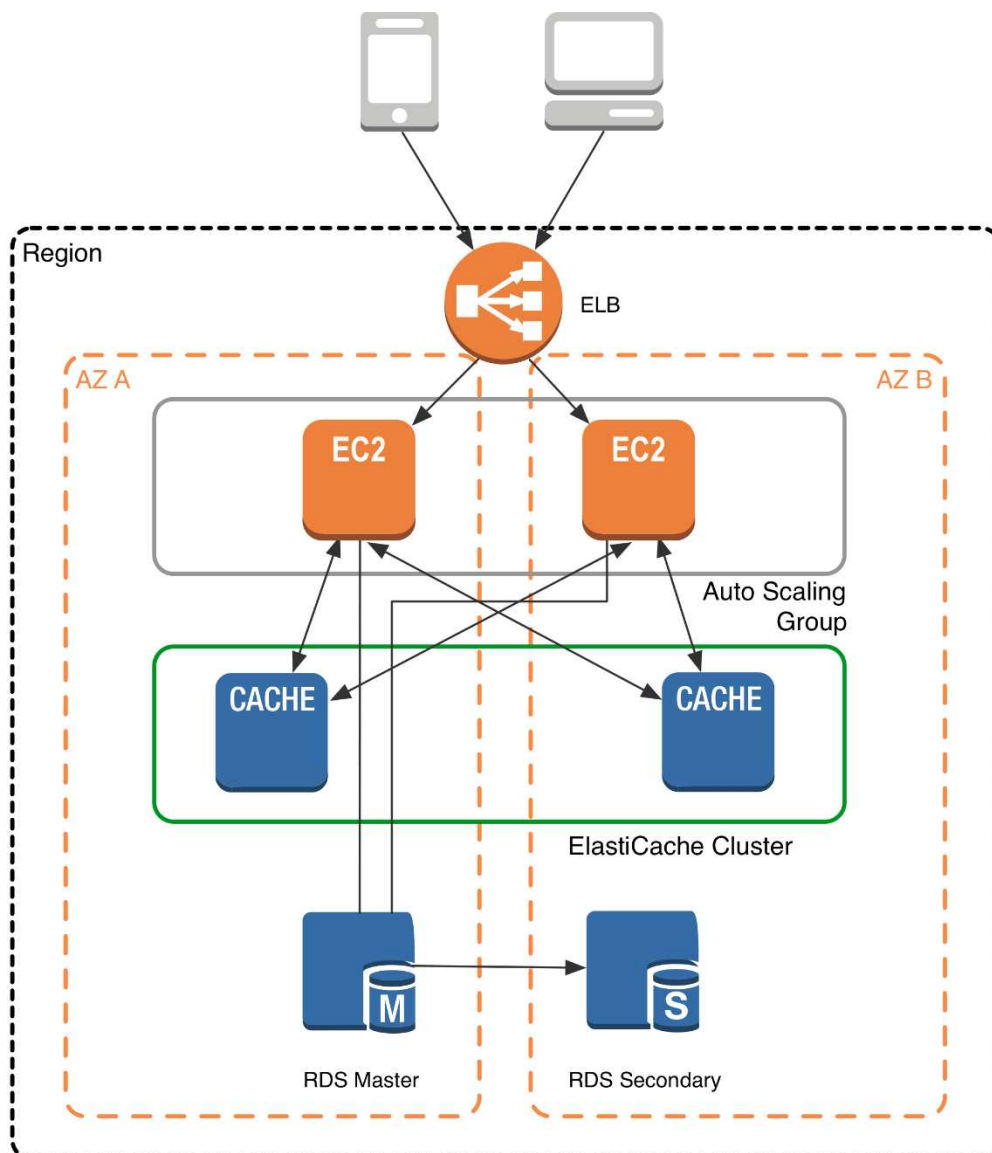 Region
ELB
AZ A
AZ B
EC2
EC2
Auto Scaling
Group
CACHE
CACHE
ElastiCache Cluster
M
S
RDS Master
RDS Secondary